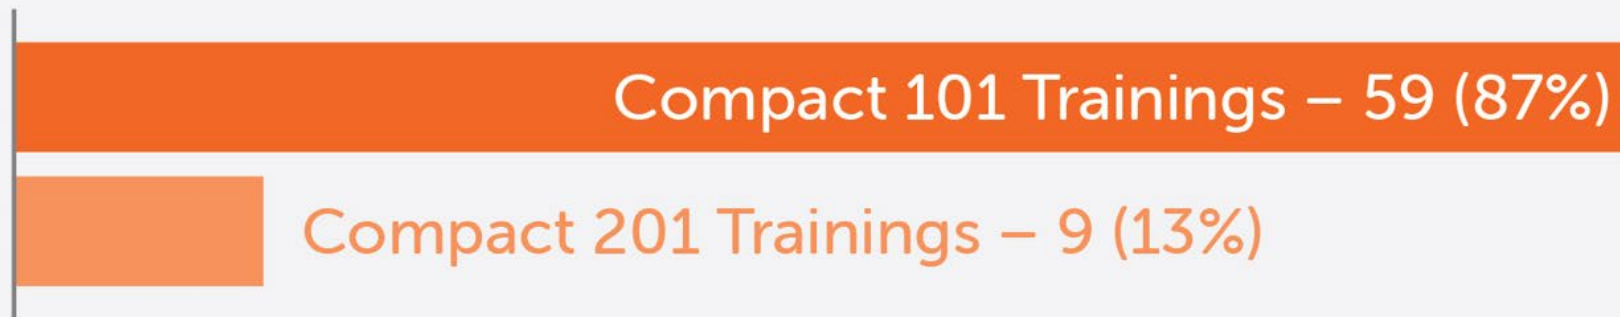 Compact 101 Trainings – 59 (87%)
Compact 201 Trainings – 9 (13%)